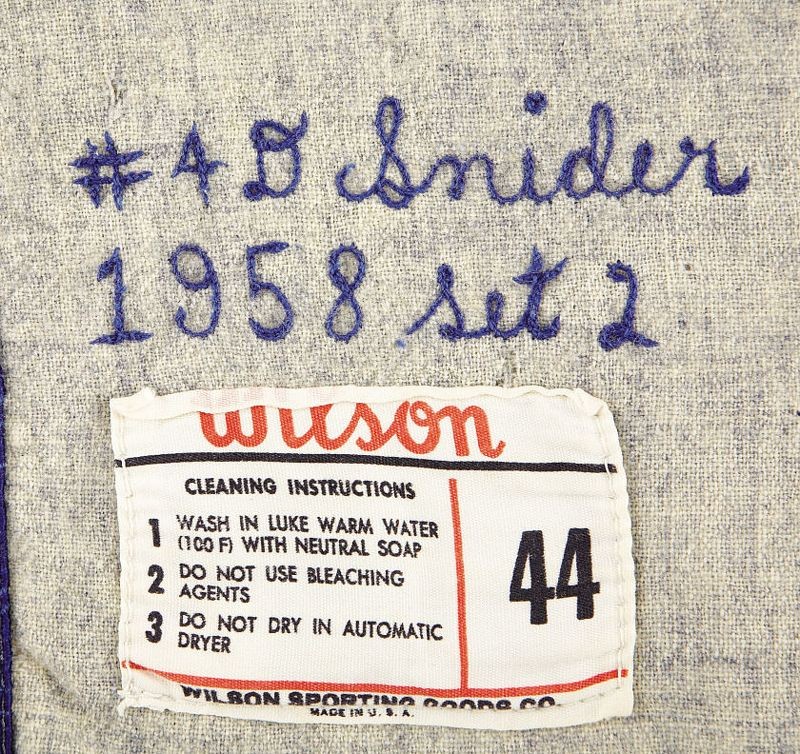 #4 D Snider
1958 set 2
Wilson
CLEANING INSTRUCTIONS
1 WASH IN LUKE WARM WATER
(100 F) WITH NEUTRAL SOAP
2 DO NOT USE BLEACHING
AGENTS
3 DO NOT DRY IN AUTOMATIC
DRYER
44
WILSON SPORTING GOODS CO.
MADE IN U.S.A.